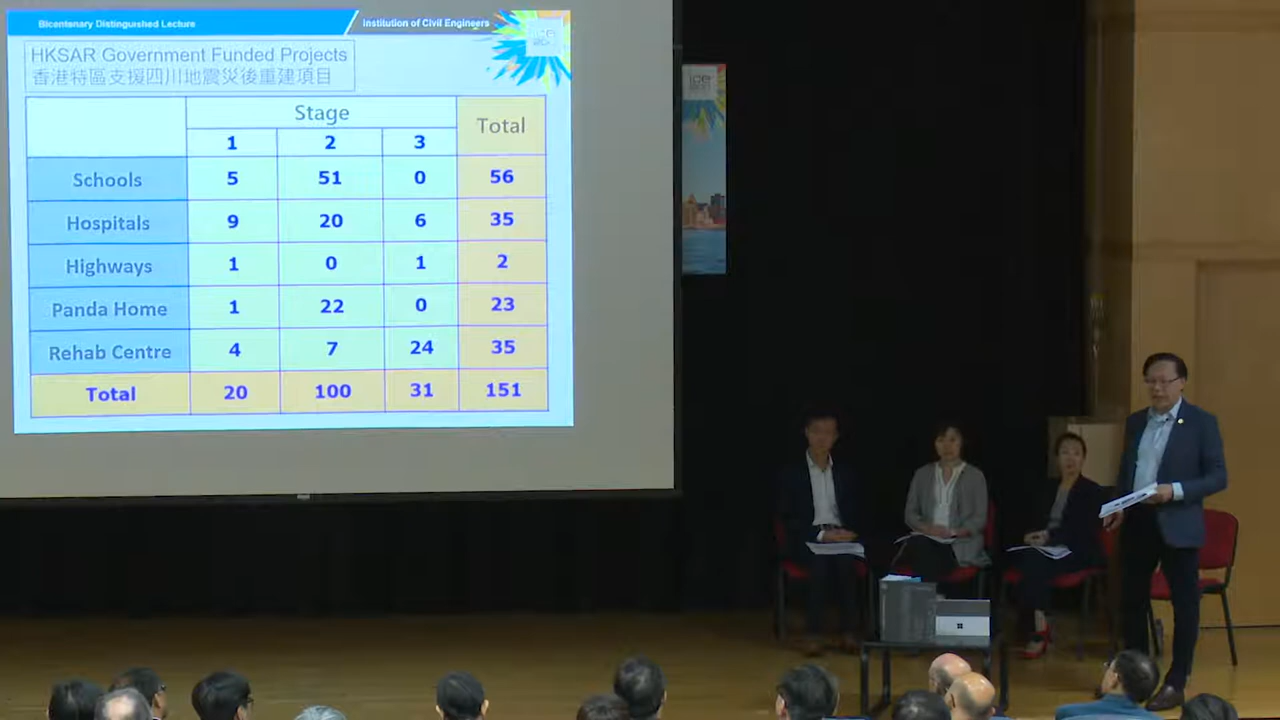 Bicentenary Distinguished Lecture
Institution of Civil Engineers
ice
HKSAR Government Funded Projects
香港特區支援四川地震災後重建項目
Stage Total
1 2 3
Schools 5 51 0 56
Hospitals 9 20 6 35
Highways 1 0 1 2
Panda Home 1 22 0 23
Rehab Centre 4 7 24 35
Total 20 100 31 151
ice